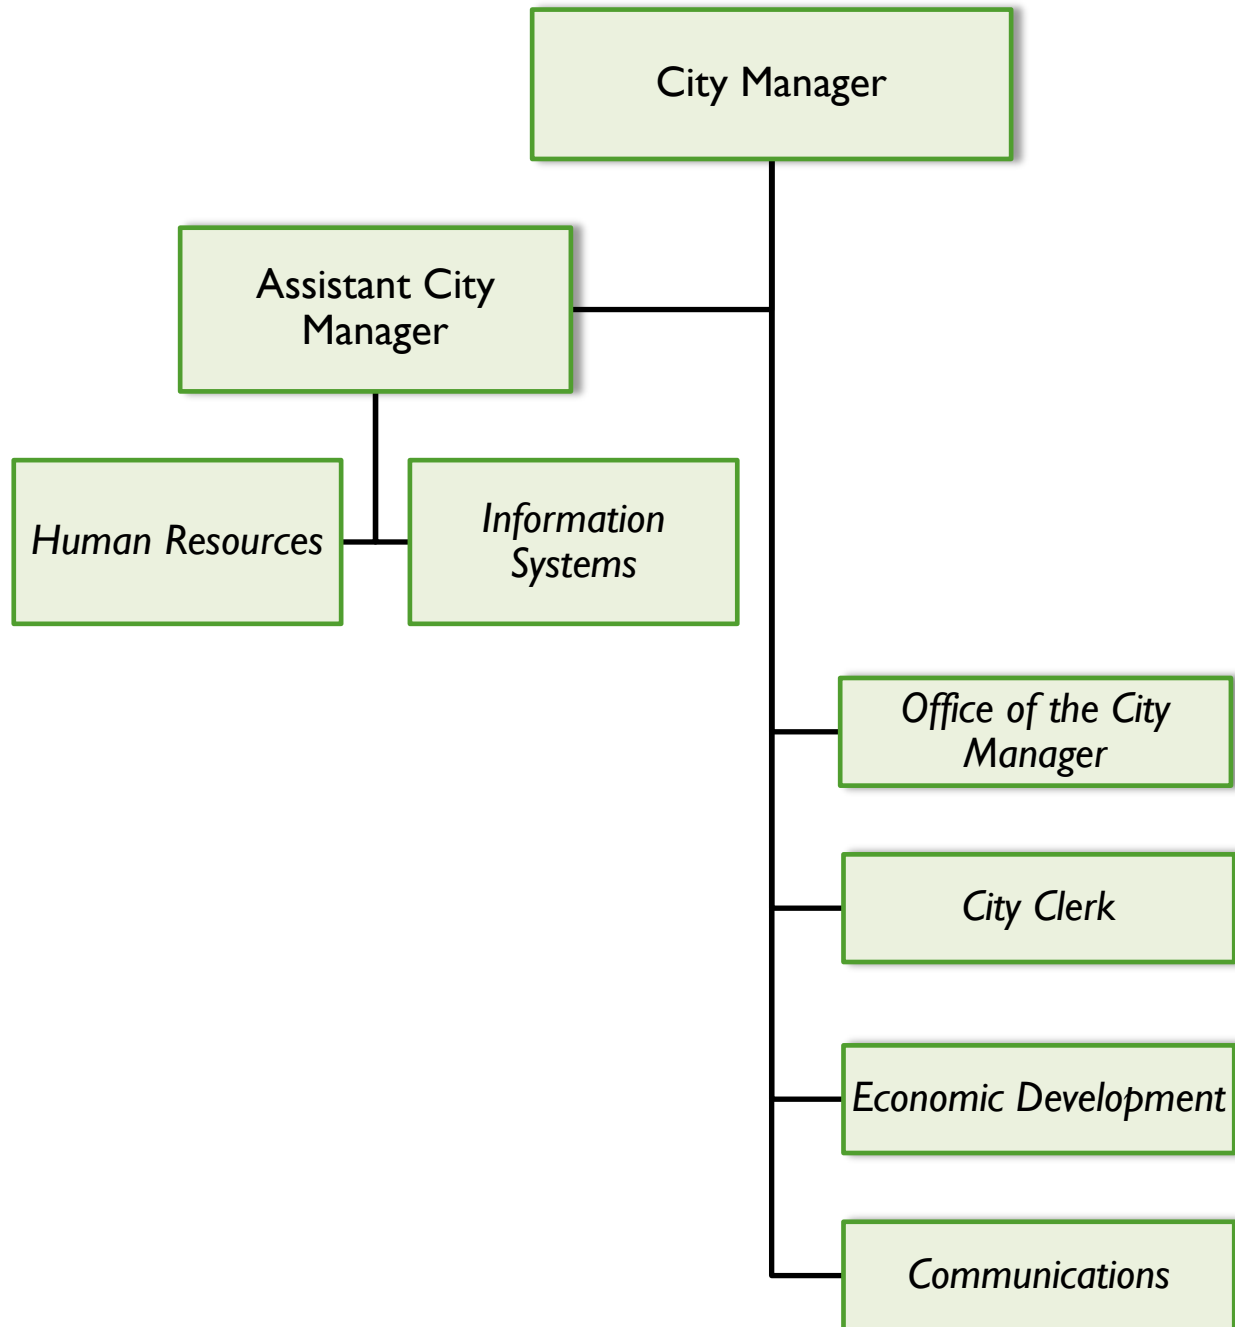 City Manager
Assistant City
Manager
Human Resources
Information
Systems
Office of the City
Manager
City Clerk
Economic Development
Communications